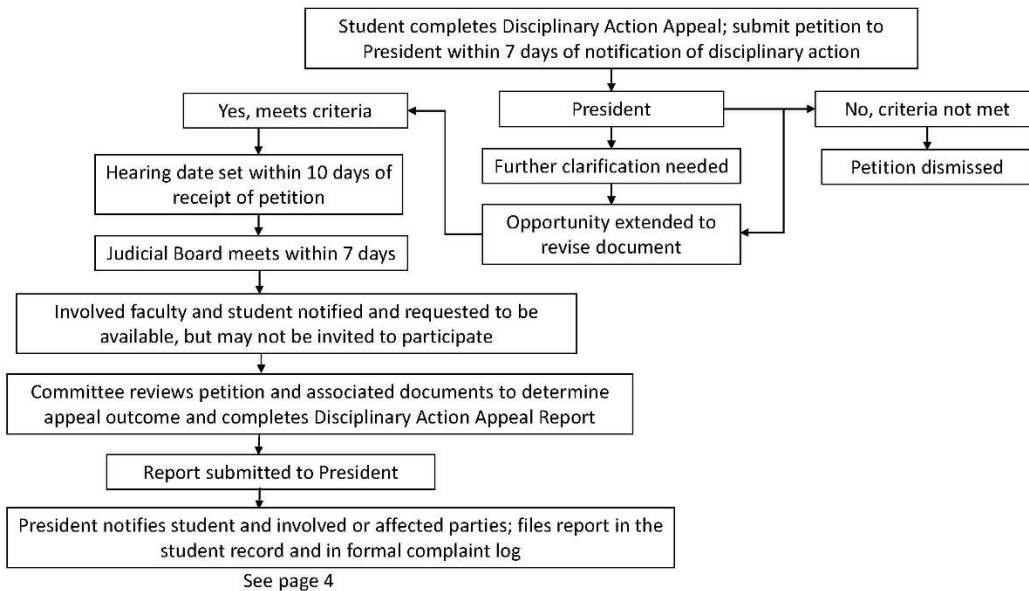 Student completes Disciplinary Action Appeal; submit petition to
President within 7 days of notification of disciplinary action
Yes, meets criteria
President
No, criteria not met
Hearing date set within 10 days of
receipt of petition
Further clarification needed
Petition dismissed
Opportunity extended to
revise document
Judicial Board meets within 7 days
Involved faculty and student notified and requested to be
available, but may not be invited to participate
Committee reviews petition and associated documents to determine
appeal outcome and completes Disciplinary Action Appeal Report
Report submitted to President
President notifies student and involved or affected parties; files report in the
student record and in formal complaint log
See page 4